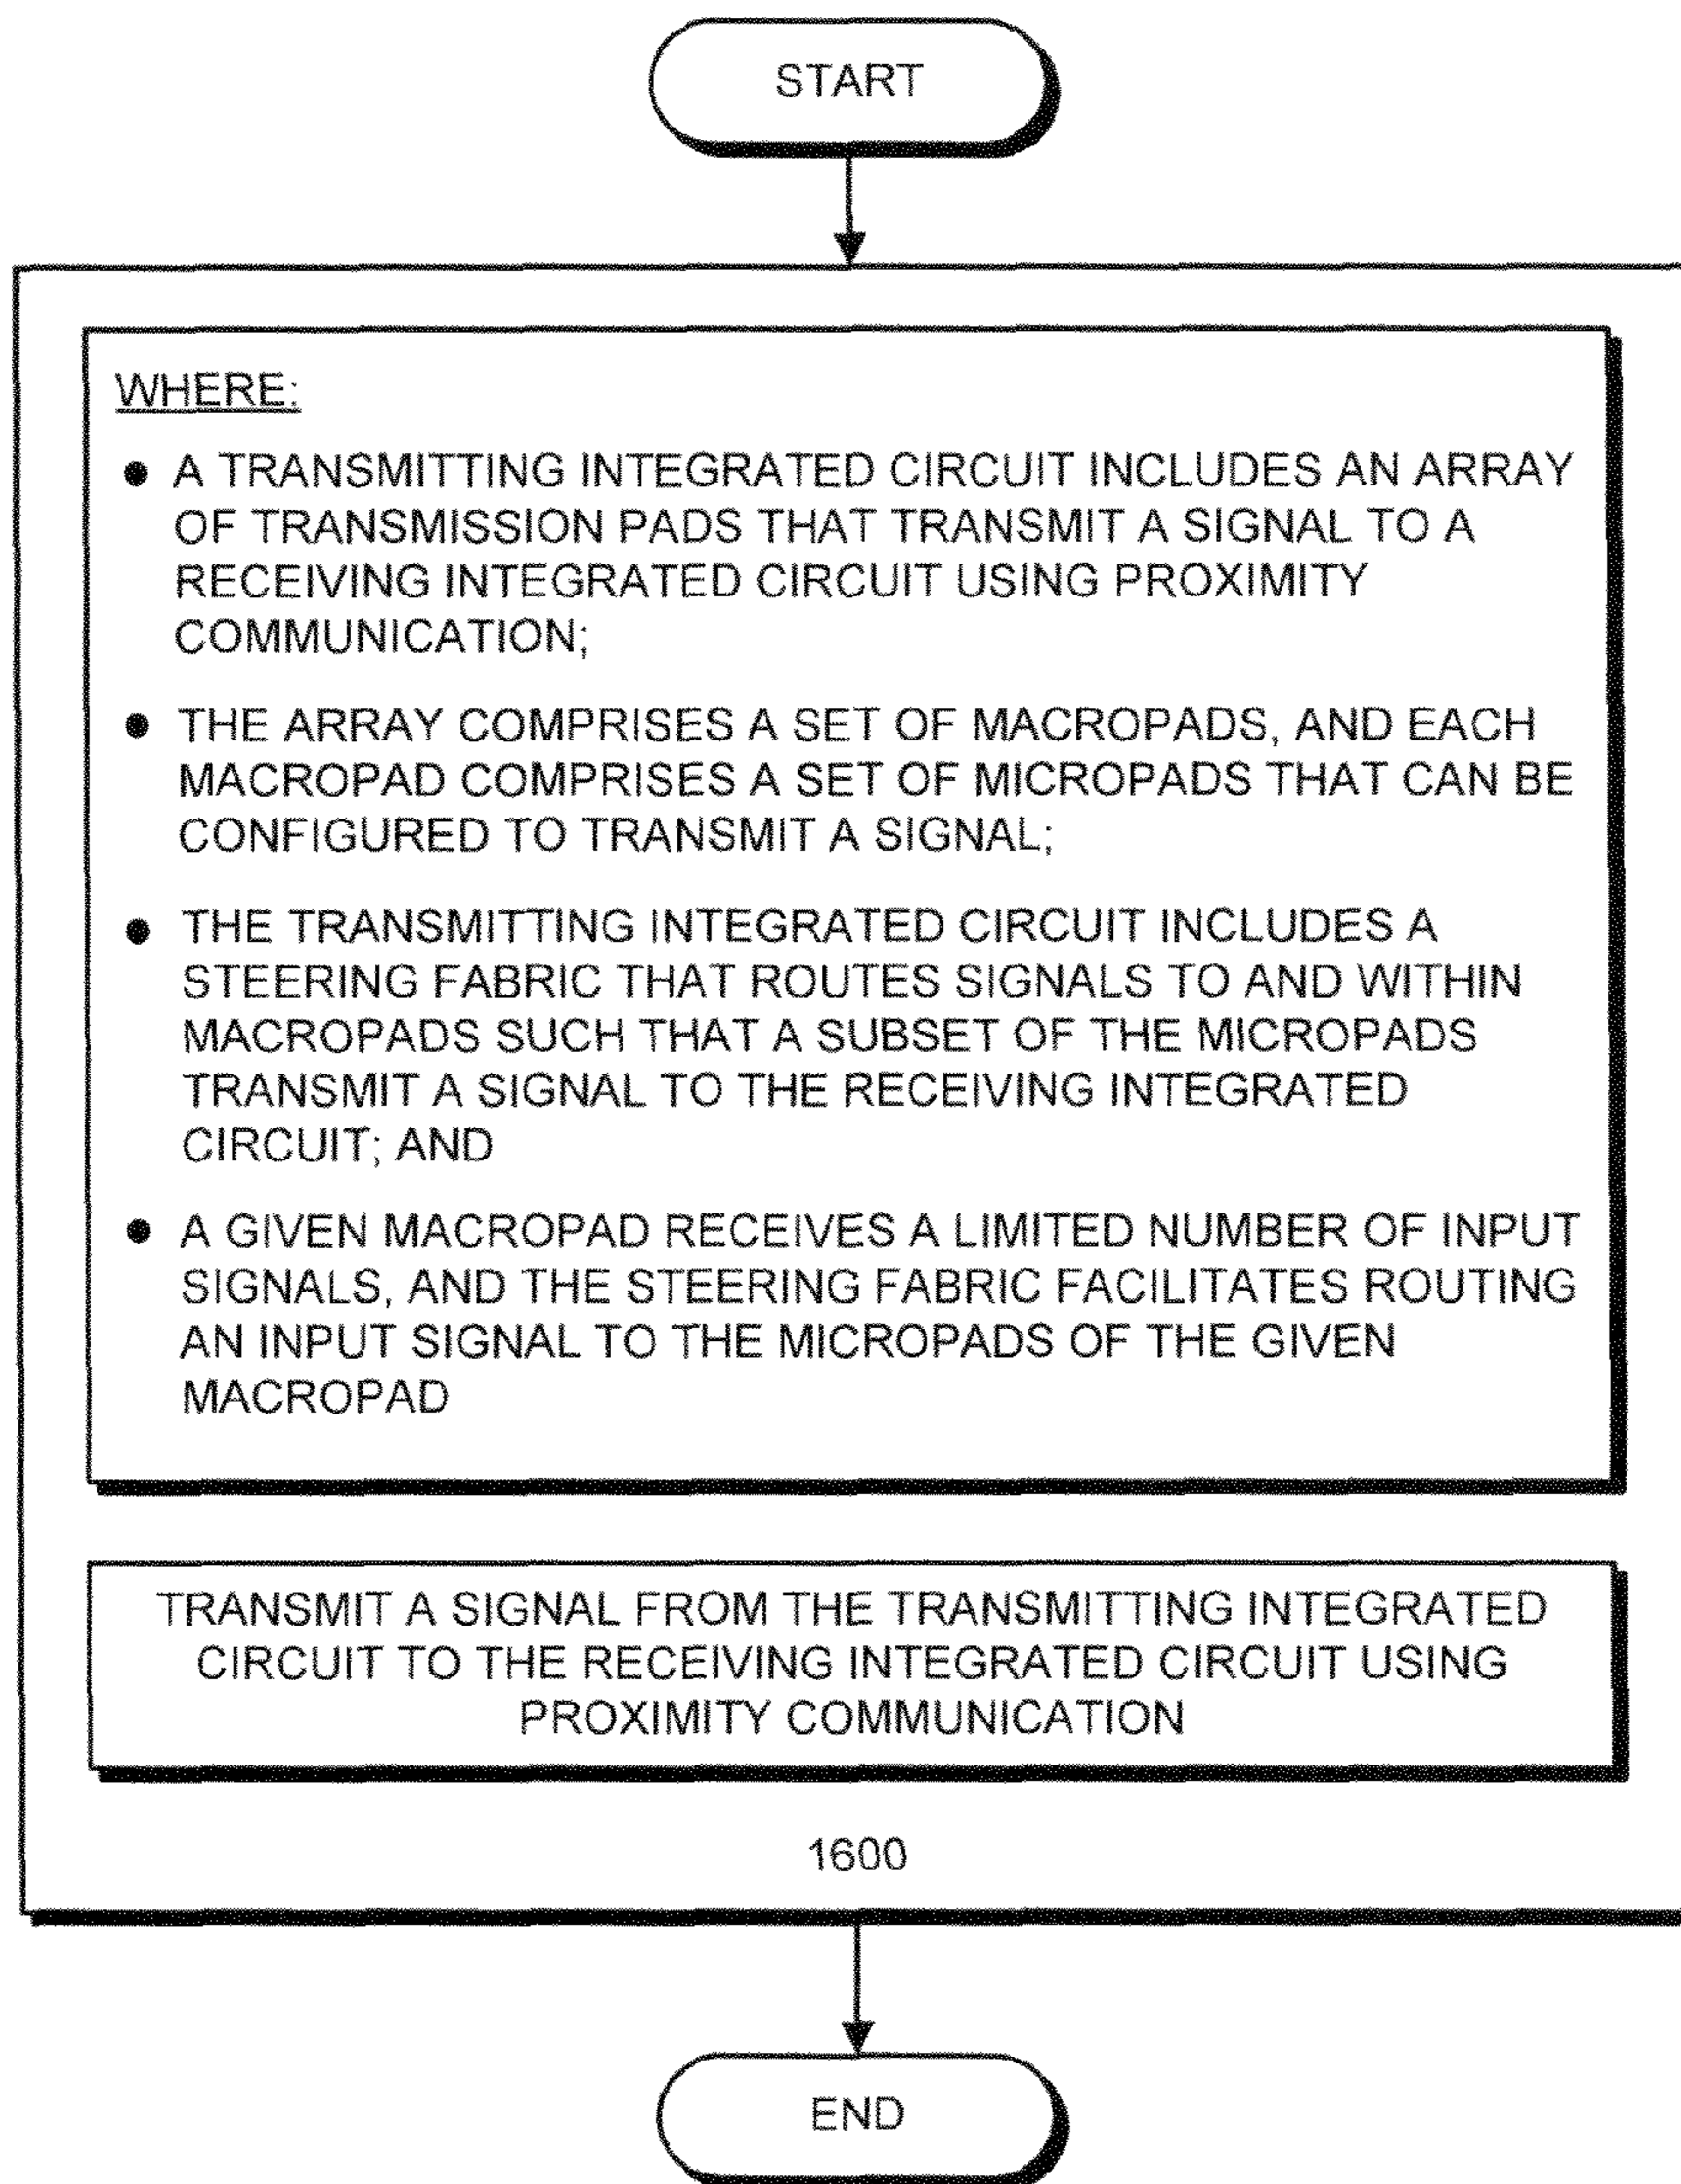 START
WHERE:
● A TRANSMITTING INTEGRATED CIRCUIT INCLUDES AN ARRAY
OF TRANSMISSION PADS THAT TRANSMIT A SIGNAL TO A
RECEIVING INTEGRATED CIRCUIT USING PROXIMITY
COMMUNICATION;
● THE ARRAY COMPRISES A SET OF MACROPADS, AND EACH
MACROPAD COMPRISES A SET OF MICROPADS THAT CAN BE
CONFIGURED TO TRANSMIT A SIGNAL;
● THE TRANSMITTING INTEGRATED CIRCUIT INCLUDES A
STEERING FABRIC THAT ROUTES SIGNALS TO AND WITHIN
MACROPADS SUCH THAT A SUBSET OF THE MICROPADS
TRANSMIT A SIGNAL TO THE RECEIVING INTEGRATED
CIRCUIT; AND
● A GIVEN MACROPAD RECEIVES A LIMITED NUMBER OF INPUT
SIGNALS, AND THE STEERING FABRIC FACILITATES ROUTING
AN INPUT SIGNAL TO THE MICROPADS OF THE GIVEN
MACROPAD
TRANSMIT A SIGNAL FROM THE TRANSMITTING INTEGRATED
CIRCUIT TO THE RECEIVING INTEGRATED CIRCUIT USING
PROXIMITY COMMUNICATION
1600
END